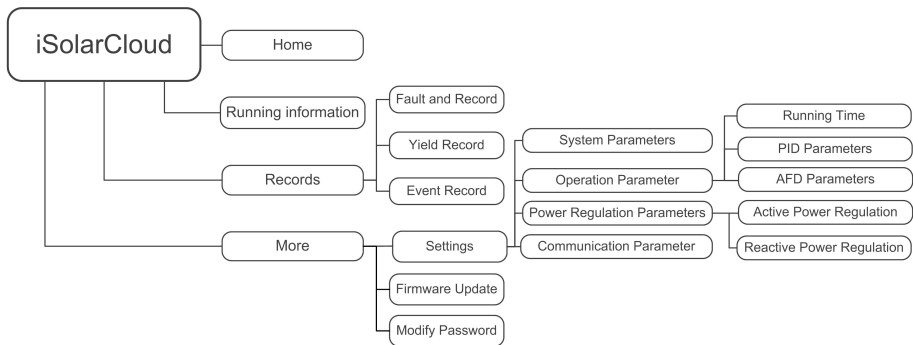 iSolarCloud
Home
Running information
Records
Fault and Record
Yield Record
Event Record
More
Settings
System Parameters
Operation Parameter
Running Time
PID Parameters
AFD Parameters
Power Regulation Parameters
Active Power Regulation
Reactive Power Regulation
Communication Parameter
Firmware Update
Modify Password